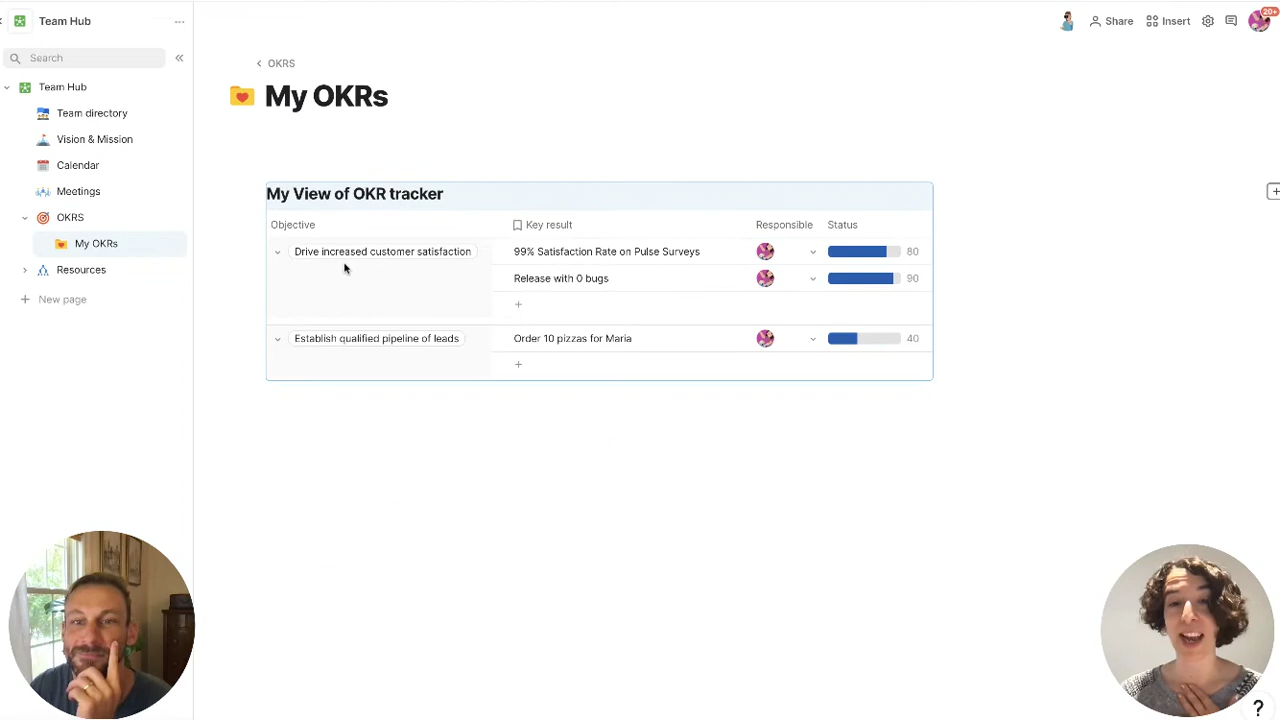 Team Hub
Share
Insert
20+
Search
Team Hub
Team directory
Vision & Mission
Calendar
Meetings
OKRS
My OKRs
Resources
New page
OKRS
My OKRs
My View of OKR tracker
Objective Key result Responsible Status
Drive increased customer satisfaction 99% Satisfaction Rate on Pulse Surveys 80
Release with 0 bugs 90
Establish qualified pipeline of leads Order 10 pizzas for Maria 40
?